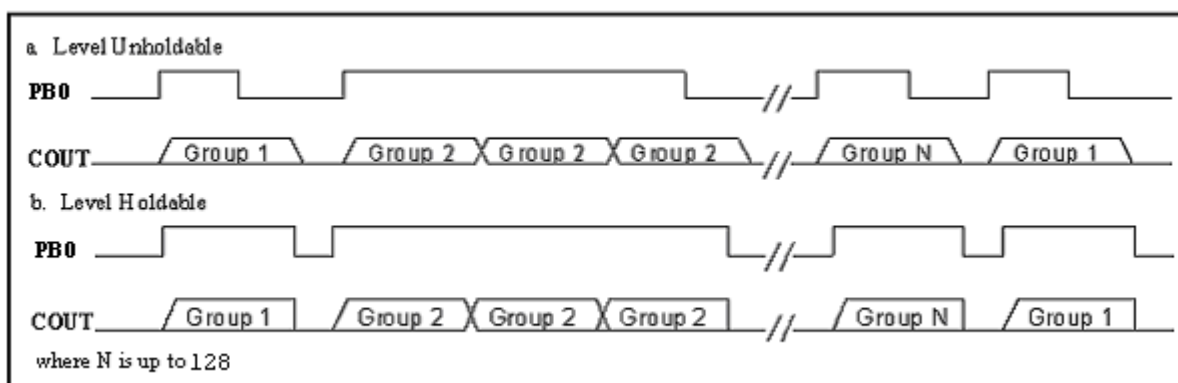 a. Level Unholdable
PB0
COUT Group 1 Group 2 Group 2 Group 2 // Group N Group 1
b. Level Holdable
PB0
COUT Group 1 Group 2 Group 2 Group 2 // Group N Group 1
where N is up to 128